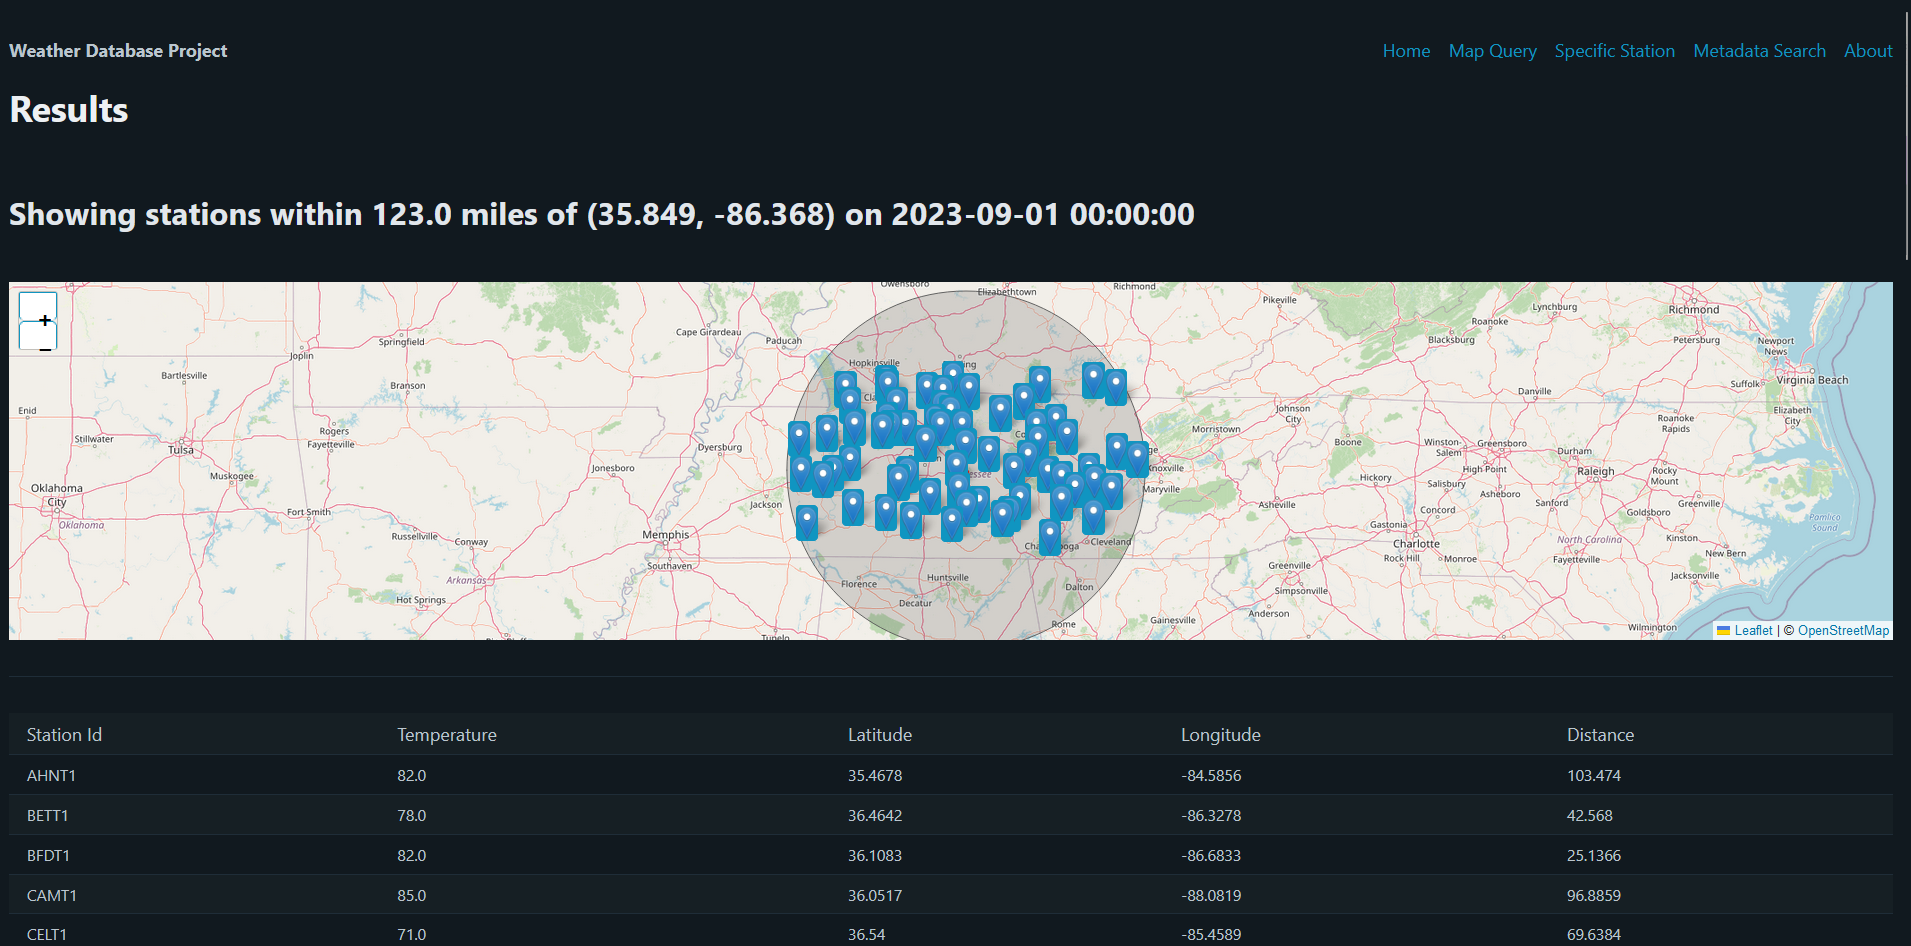 Weather Database Project
Home Map Query Specific Station Metadata Search About
Results
Showing stations within 123.0 miles of (35.849, -86.368) on 2023-09-01 00:00:00
+
−
Owensboro
Elizabethtown
Richmond
Pikeville
Lynchburg
Richmond
Roanoke
Petersburg
Blacksburg
Newport
News
Cape Girardeau
Paducah
Springfield
Joplin
Hopkinsville
Bartlesville
Branson
Suffolk
Virginia Beach
Danville
Enid
Johnson
City
Elizabeth
City
Roanoke
Rapids
Stillwater
Tulsa
Rogers
Fayetteville
Dyersburg
Morristown
Boone
Winston-
Salem
Greensboro
Durham
Rocky
Mount
Greenville
Muskogee
Jonesboro
Knoxville
High Point
Raleigh
Hickory
Salisbury
Asheboro
Sanford
Goldsboro
Oklahoma
City
Oklahoma
Fort Smith
Jackson
Maryville
Asheville
Concord
Gastonia
Charlotte
Pamlico
Sound
Russellville
Conway
Memphis
Southaven
Cleveland
North Carolina
Fayetteville
Kinston
New Bern
Rock Hill
Monroe
Arkansas
Hot Springs
Florence
Huntsville
Decatur
Dalton
Greenville
Simpsonville
Jacksonville
Anderson
Rome
Gainesville
Wilmington
Tupelo
Leaflet | © OpenStreetMap
Station Id Temperature Latitude Longitude Distance
AHNT1 82.0 35.4678 -84.5856 103.474
BETT1 78.0 36.4642 -86.3278 42.568
BFDT1 82.0 36.1083 -86.6833 25.1366
CAMT1 85.0 36.0517 -88.0819 96.8859
CELT1 71.0 36.54 -85.4589 69.6384